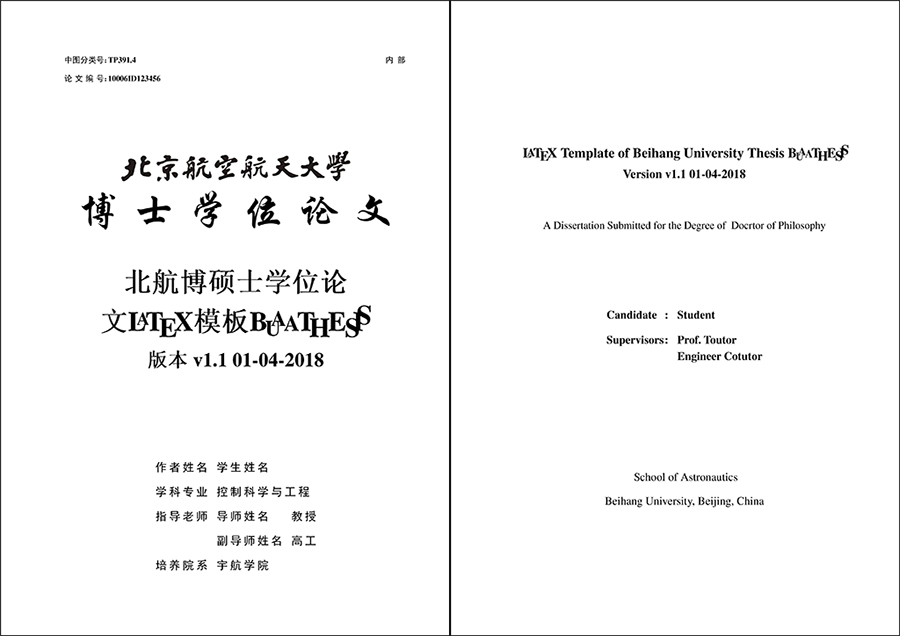 中图分类号: TP391.4 内 部
论 文 编 号: 10006ID123456
北京航空航天大學
博士学位论文
北航博硕士学位论
文LATEX模板BUAATHESIS
版本 v1.1 01-04-2018
作者姓名 学生姓名
学科专业 控制科学与工程
指导老师 导师姓名 教授
副导师姓名 高工
培养院系 宇航学院
LATEX Template of Beihang University Thesis BUAATHESIS
Version v1.1 01-04-2018
A Dissertation Submitted for the Degree of Docrtor of Philosophy
Candidate : Student
Supervisors: Prof. Toutor
Engineer Cotutor
School of Astronautics
Beihang University, Beijing, China